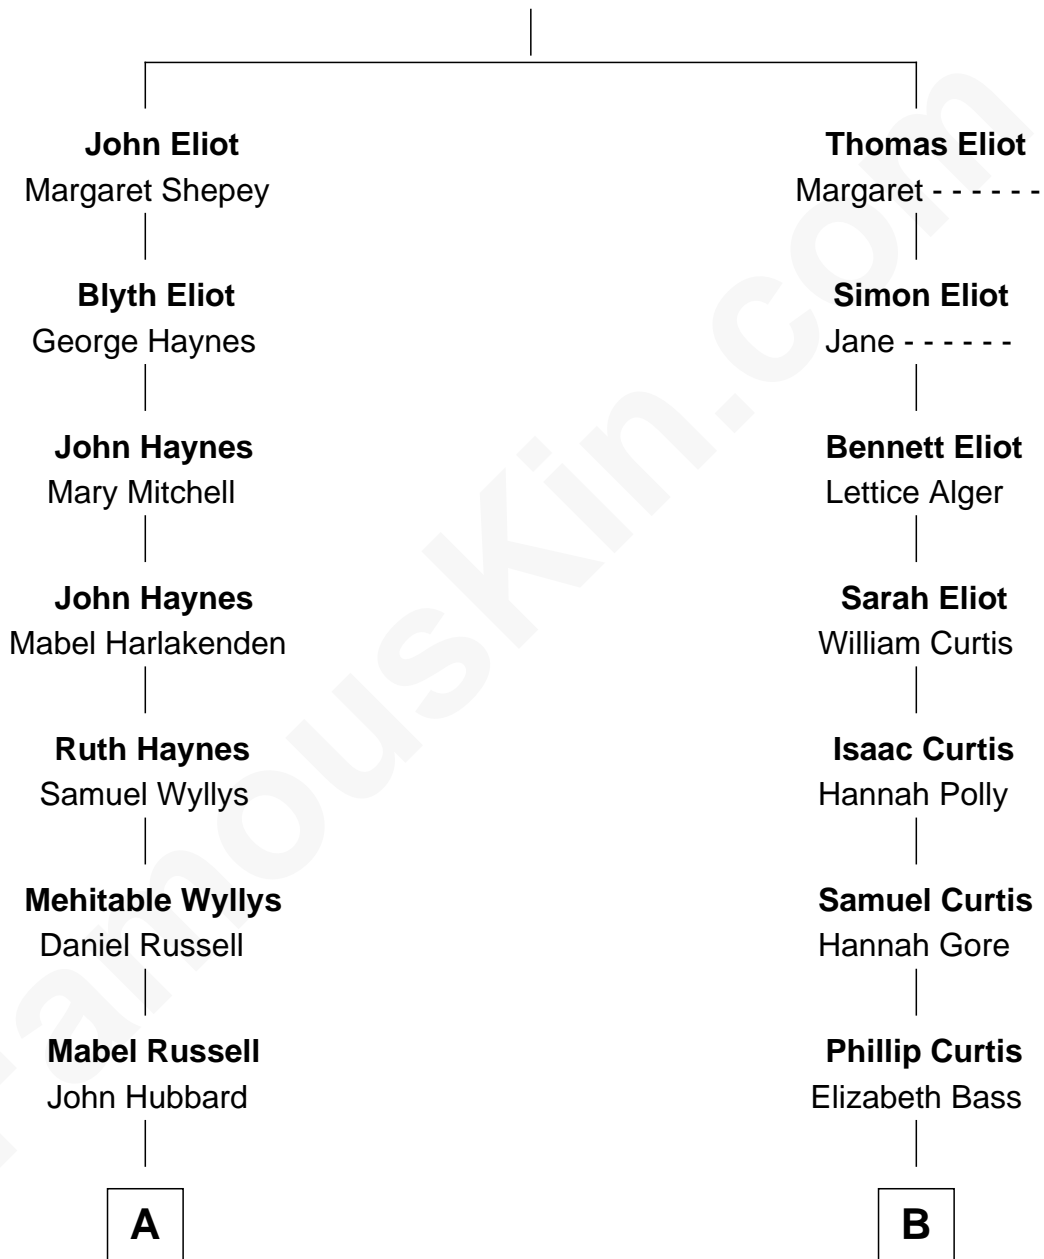 John Eliot
Margaret Shepey
Blyth Eliot
George Haynes
John Haynes
Mary Mitchell
John Haynes
Mabel Harlakenden
Ruth Haynes
Samuel Wyllys
Mehitable Wyllys
Daniel Russell
Mabel Russell
John Hubbard
A
Thomas Eliot
Margaret - - - - - -
Simon Eliot
Jane - - - - - -
Bennett Eliot
Lettice Alger
Sarah Eliot
William Curtis
Isaac Curtis
Hannah Polly
Samuel Curtis
Hannah Gore
Phillip Curtis
Elizabeth Bass
B
FamousKin.com